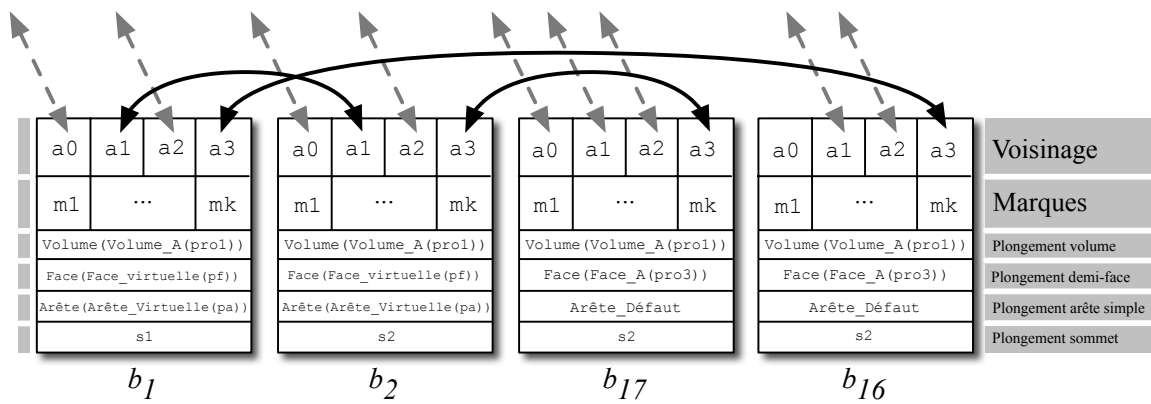 a0 a1 a2 a3 a0 a1 a2 a3 a0 a1 a2 a3 a0 a1 a2 a3 Voisinage
m1 ... mk m1 ... mk m1 ... mk m1 ... mk Marques
Volume(Volume_A(pro1)) Volume(Volume_A(pro1)) Volume(Volume_A(pro1)) Volume(Volume_A(pro1)) Plongement volume
Face(Face_virtuelle(pf)) Face(Face_virtuelle(pf)) Face(Face_A(pro3)) Face(Face_A(pro3)) Plongement demi-face
Arête(Arête_Virtuelle(pa)) Arête(Arête_Virtuelle(pa)) Arête_Défaut Arête_Défaut Plongement arête simple
s1 s2 s2 s2 Plongement sommet
b1 b2 b17 b16